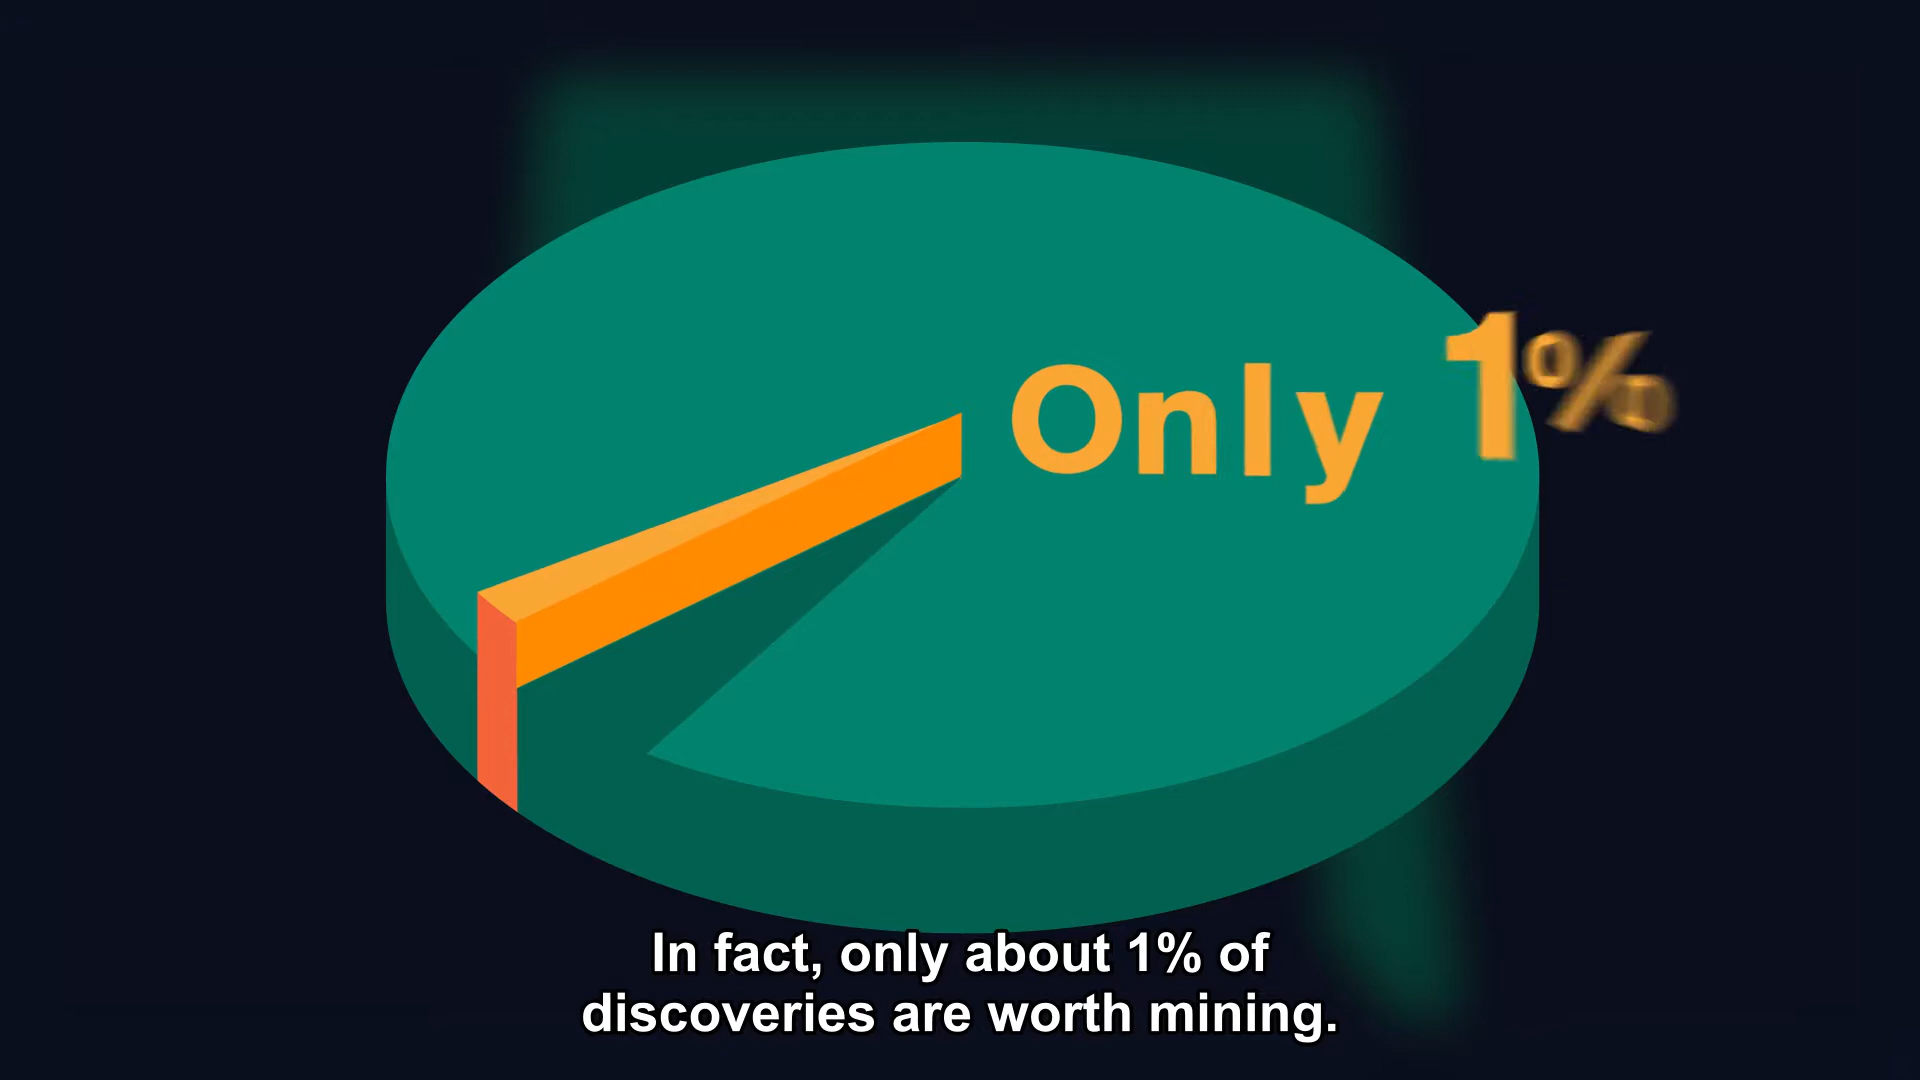 Only 1%
In fact, only about 1% of
discoveries are worth mining.